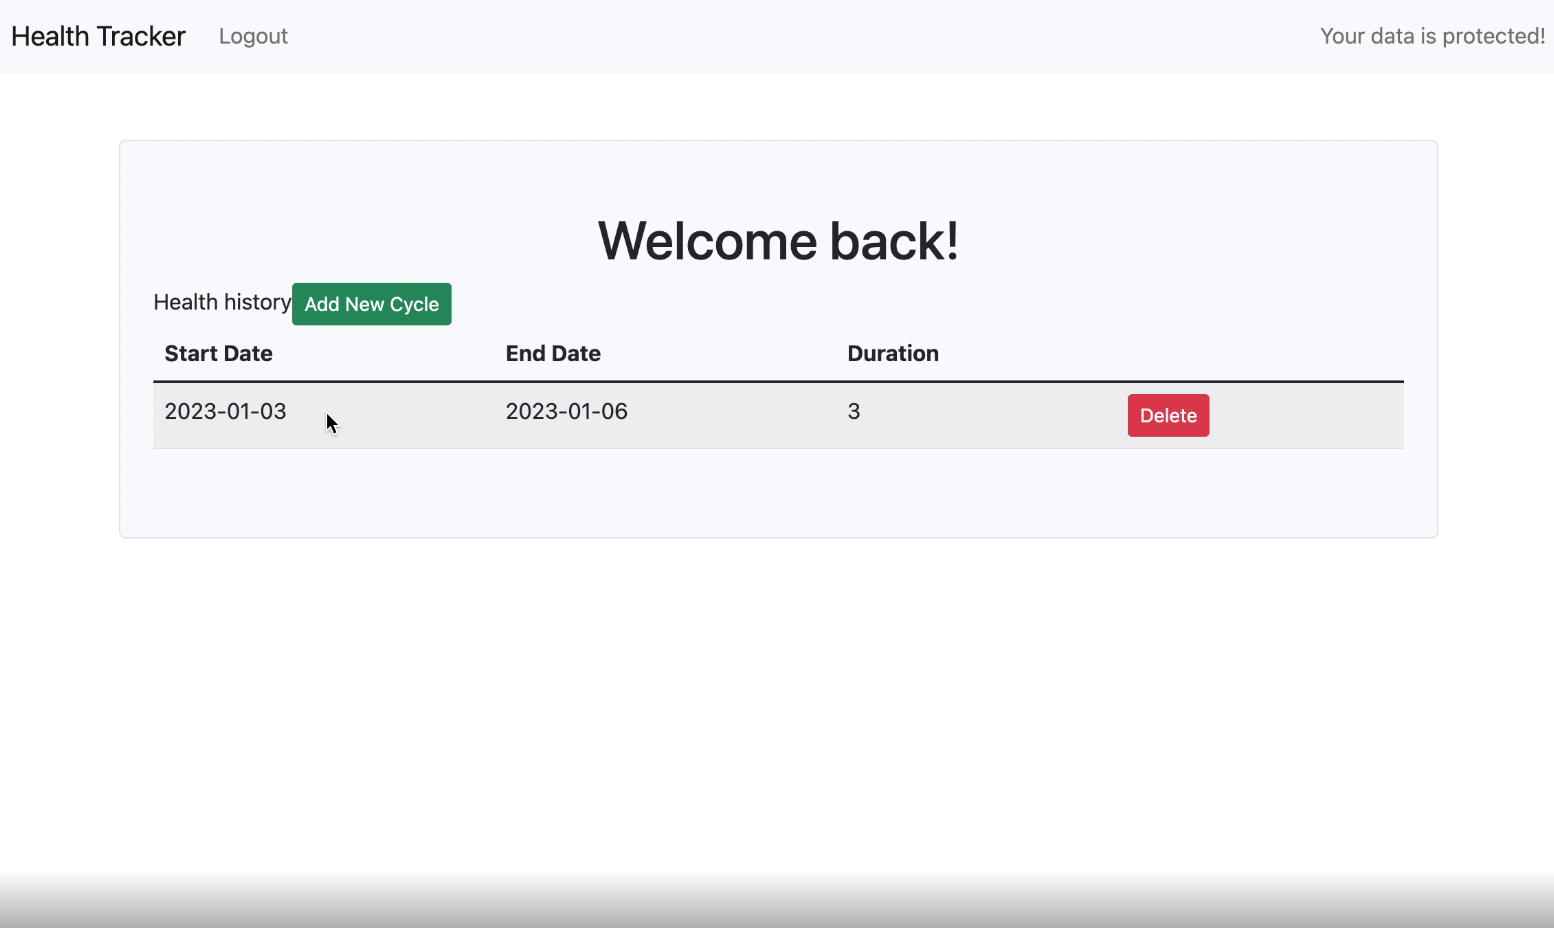 Health Tracker Logout Your data is protected!
Welcome back!
Health history Add New Cycle
Start Date End Date Duration
2023-01-03 2023-01-06 3 Delete